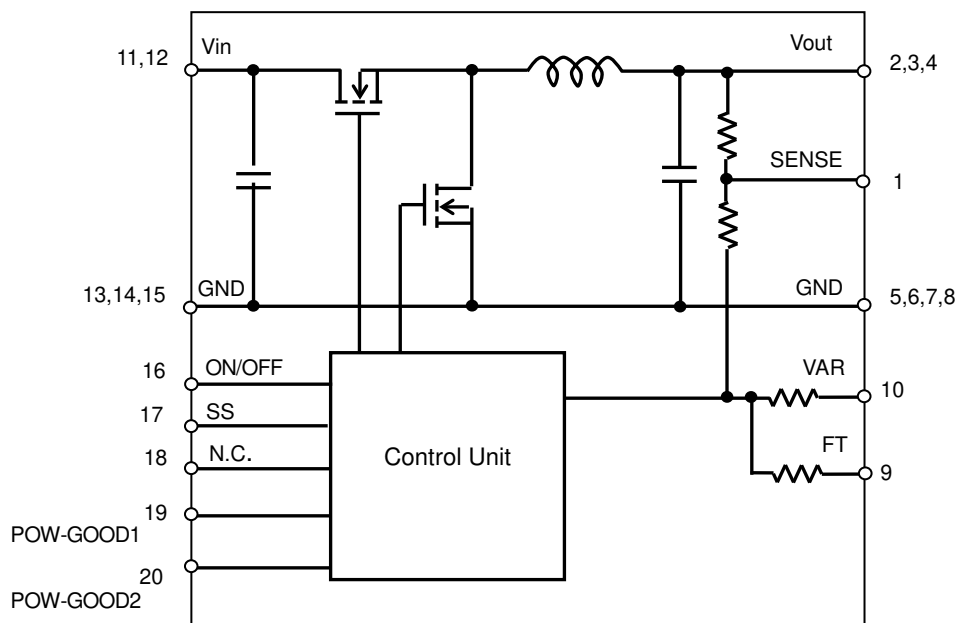 11,12
Vin
Vout
2,3,4
SENSE
1
13,14,15
GND
GND
5,6,7,8
16
ON/OFF
VAR
10
17
SS
18
N.C.
Control Unit
FT
9
19
POW-GOOD1
20
POW-GOOD2